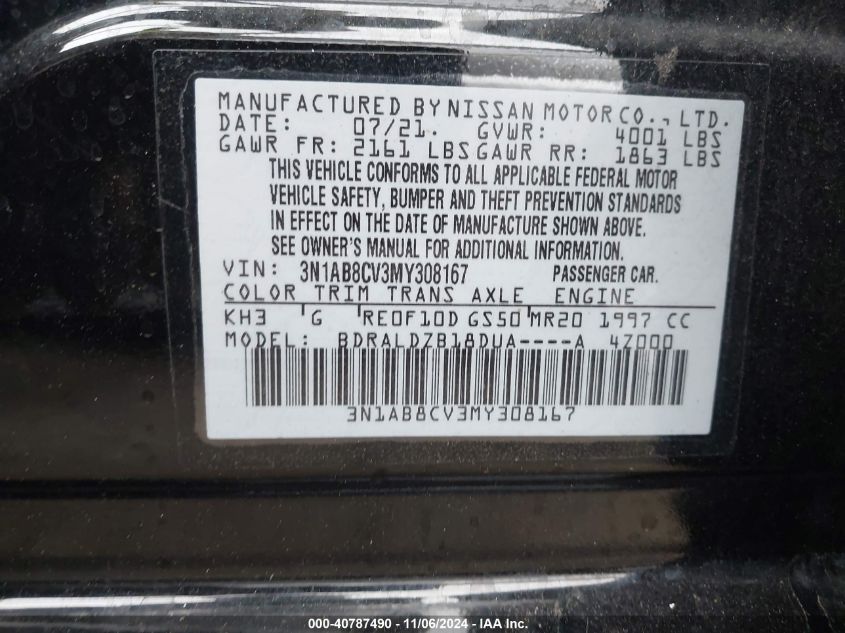 MANUFACTURED BY NISSAN MOTOR CO., LTD.
DATE: 07/21. GVWR: 4001 LBS
GAWR FR: 2161 LBS GAWR RR: 1863 LBS
THIS VEHICLE CONFORMS TO ALL APPLICABLE FEDERAL MOTOR
VEHICLE SAFETY, BUMPER AND THEFT PREVENTION STANDARDS
IN EFFECT ON THE DATE OF MANUFACTURE SHOWN ABOVE.
SEE OWNER'S MANUAL FOR ADDITIONAL INFORMATION.
VIN: 3N1AB8CV3MY308167 PASSENGER CAR.
COLOR TRIM TRANS AXLE ENGINE
KH3 G RE0F10D GS50 MR20 1997 CC
MODEL: BDRALDZB18DUA----A 4Z000
3N1AB8CV3MY308167
000-40787490 - 11/06/2024 - © IAA, Inc.